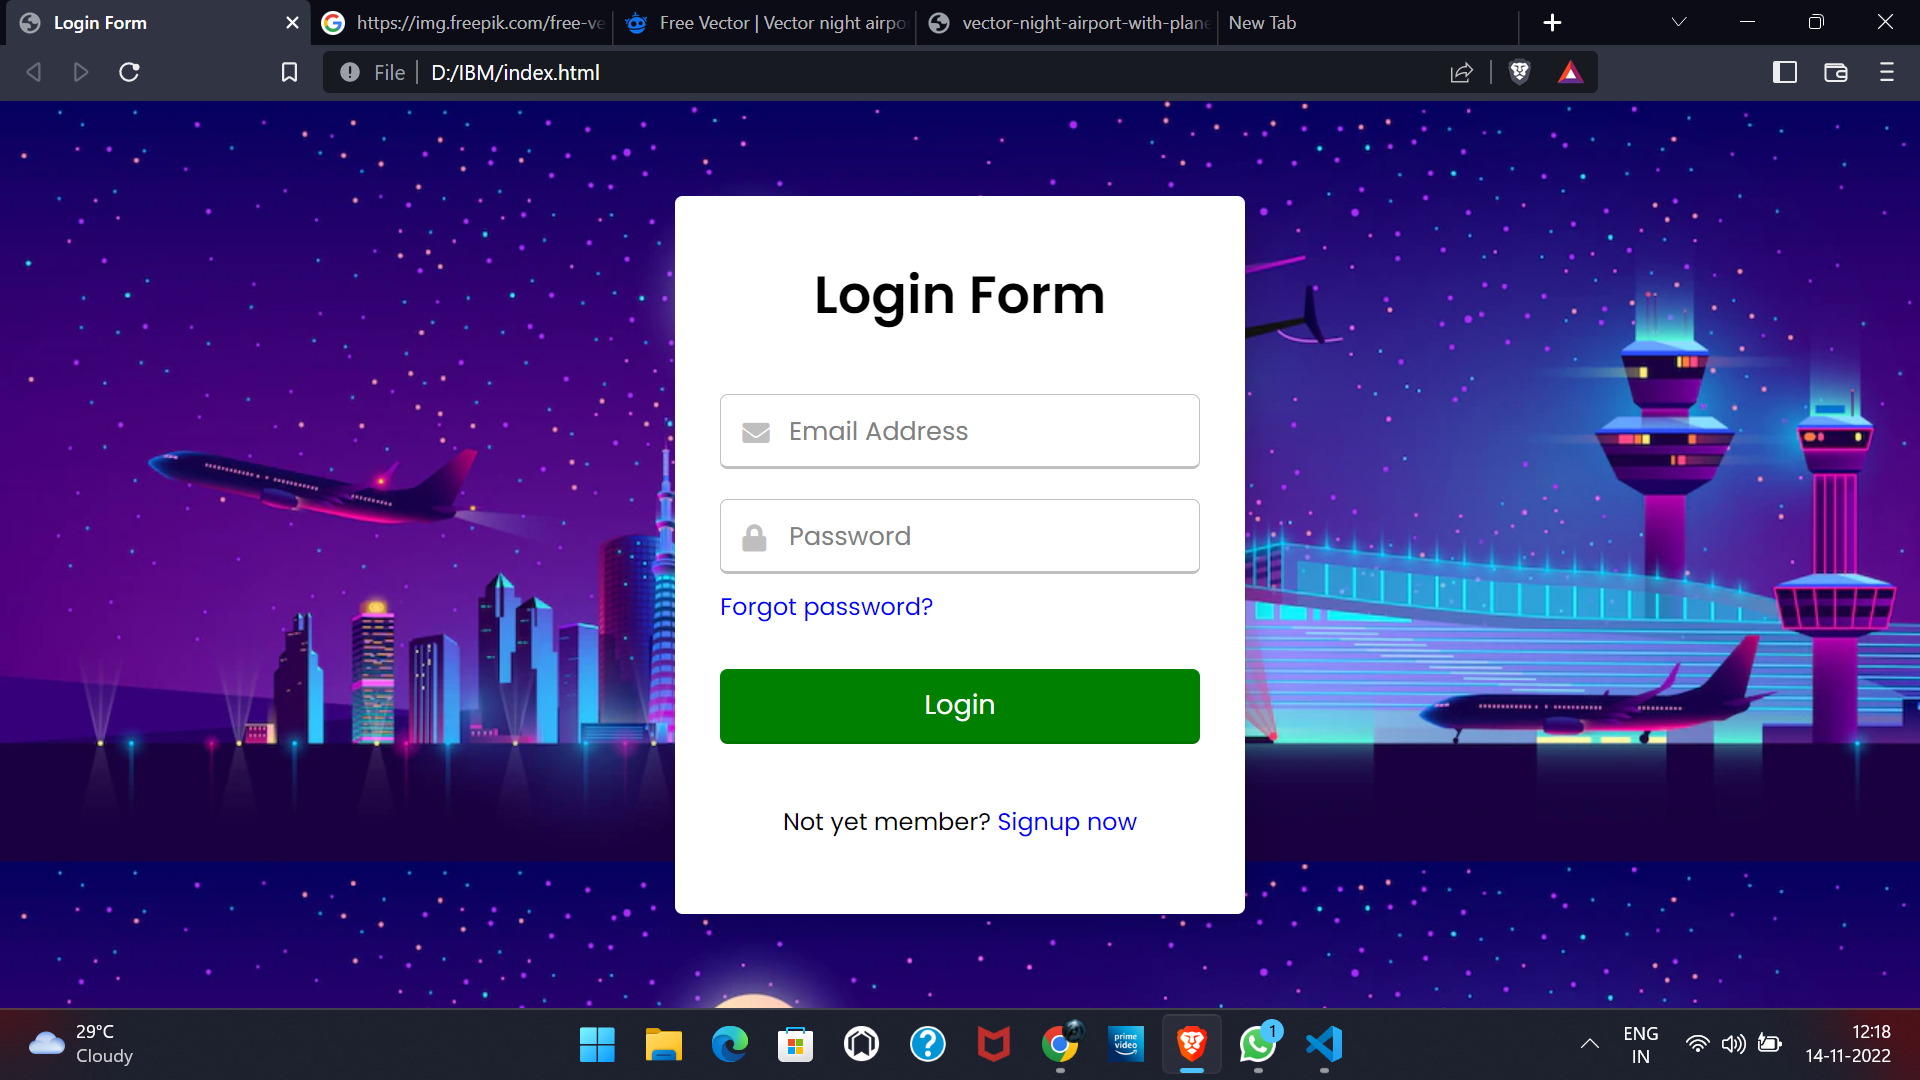 Login Form
https://img.freepik.com/free-ve
Free Vector | Vector night airpo
vector-night-airport-with-plane
New Tab
File
D:/IBM/index.html
Login Form
Email Address
Password
Forgot password?
Login
Not yet member? Signup now
29°C
Cloudy
prime video
1
ENG
IN
12:18
14-11-2022